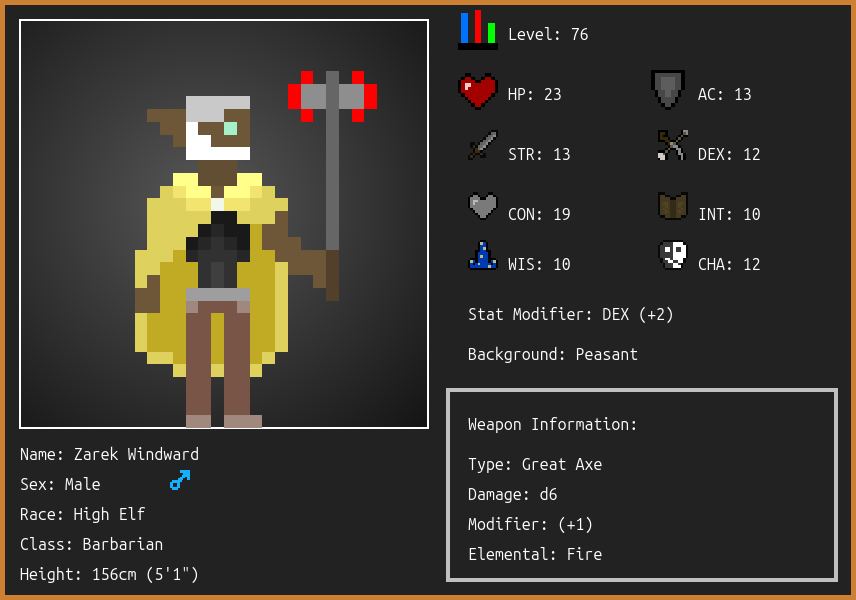 Level: 76
HP: 23
AC: 13
STR: 13
DEX: 12
CON: 19
INT: 10
WIS: 10
CHA: 12
Stat Modifier: DEX (+2)
Background: Peasant
Weapon Information:
Type: Great Axe
Damage: d6
Modifier: (+1)
Elemental: Fire
Name: Zarek Windward
Sex: Male
Race: High Elf
Class: Barbarian
Height: 156cm (5'1")